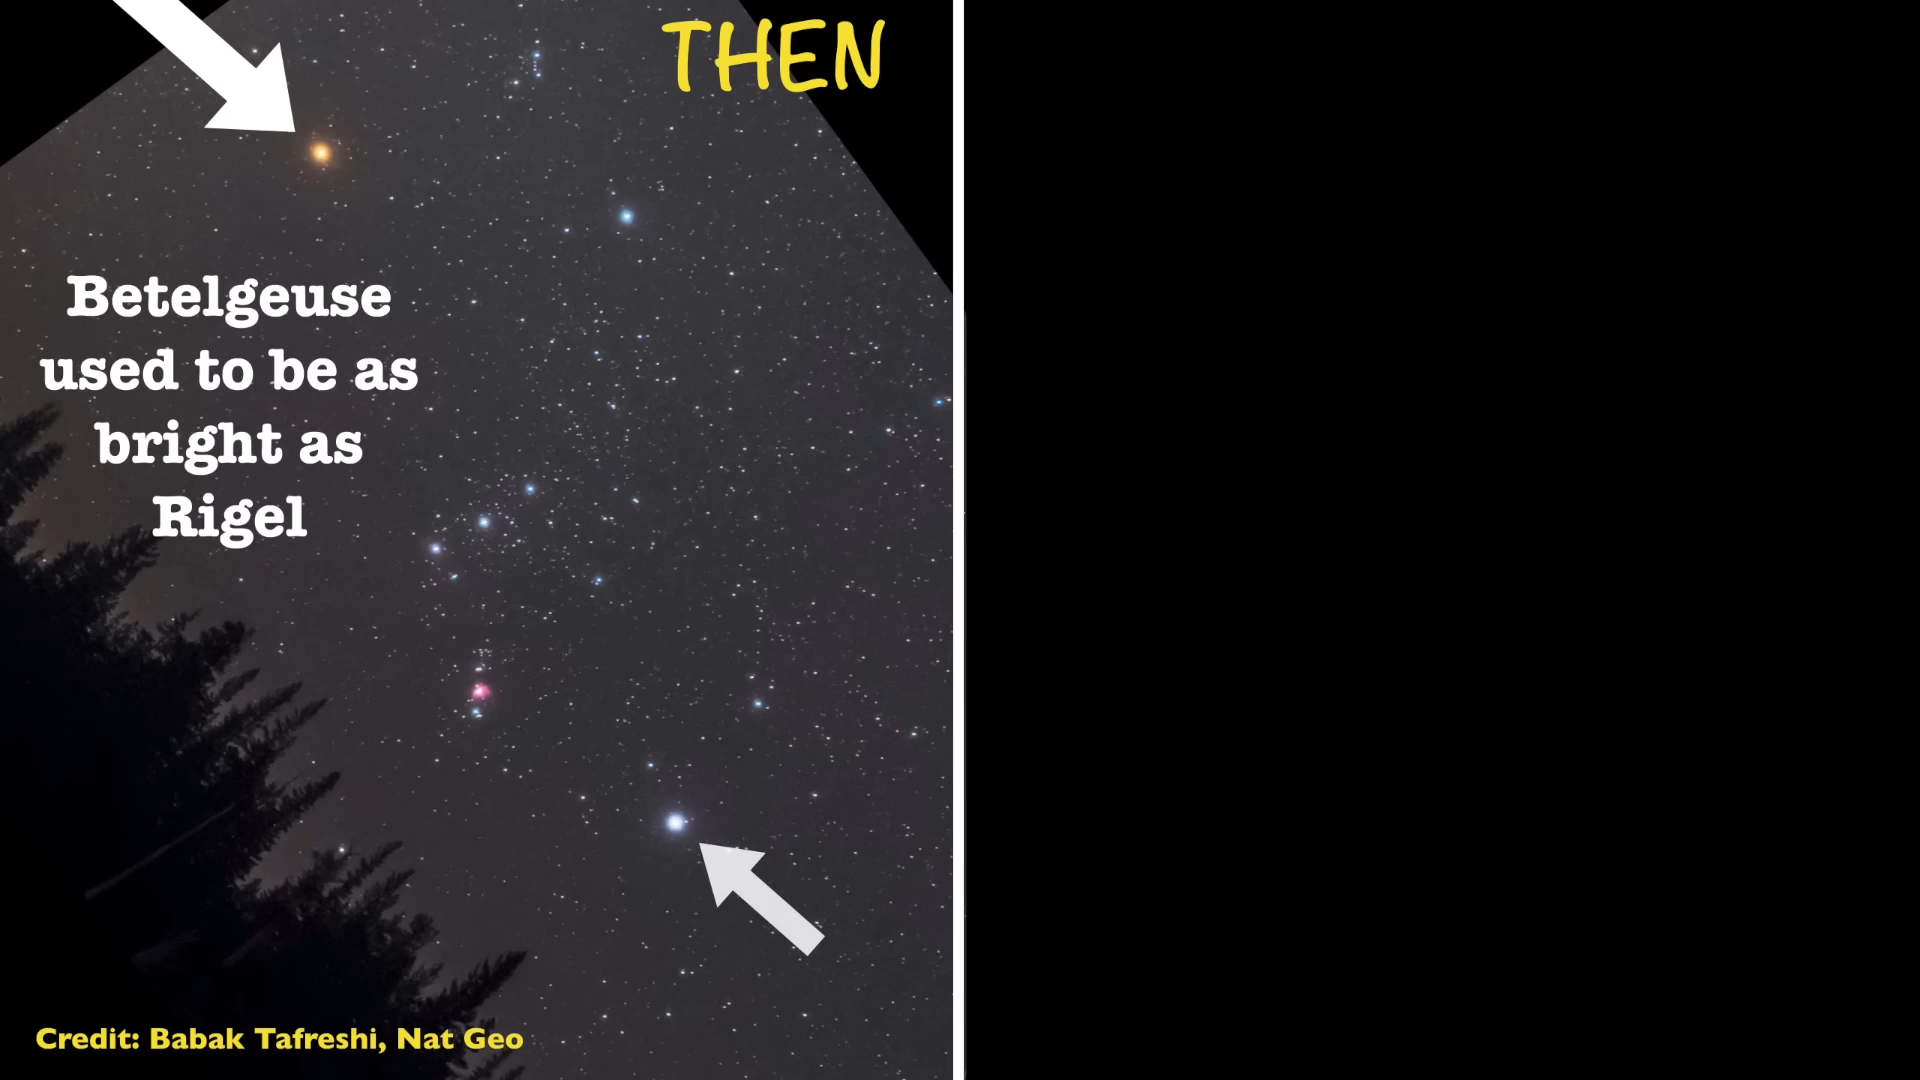 THEN
Betelgeuse
used to be as
bright as
Rigel
Credit: Babak Tafreshi, Nat Geo